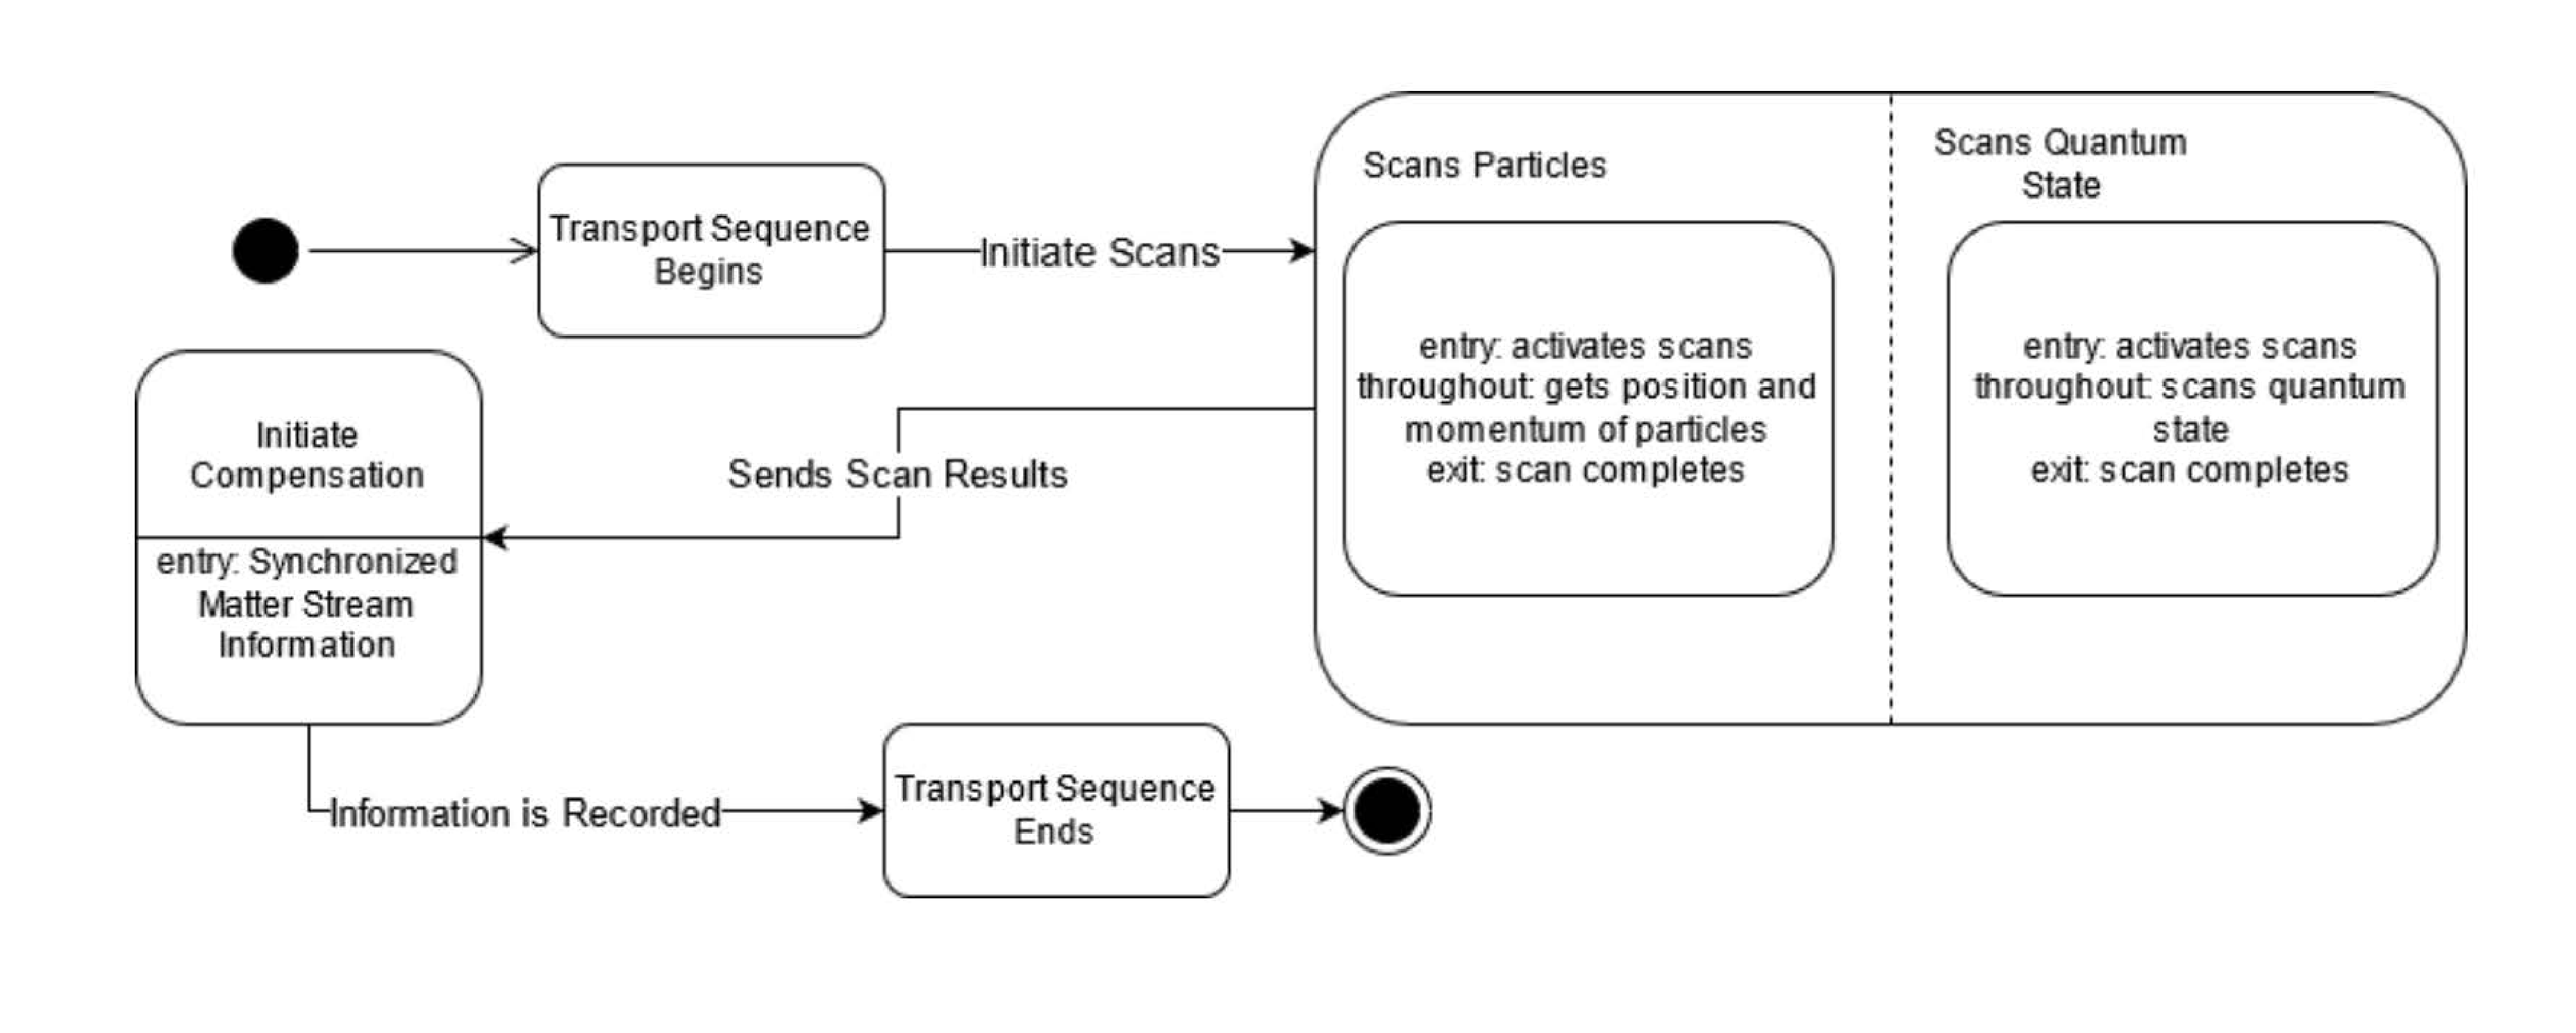 Transport Sequence
Begins
Initiate Scans
Scans Particles
entry: activates scans
throughout: gets position and
momentum of particles
exit: scan completes
Scans Quantum
State
entry: activates scans
throughout: scans quantum
state
exit: scan completes
Sends Scan Results
Initiate
Compensation
entry: Synchronized
Matter Stream
Information
Information is Recorded
Transport Sequence
Ends